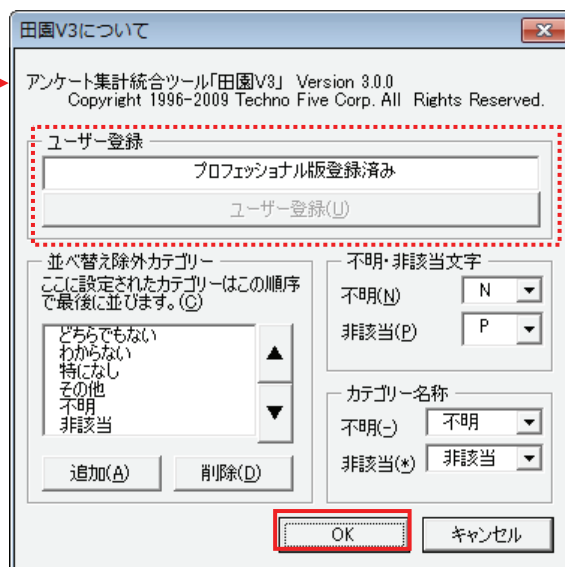 田園V3について
アンケート集計統合ツール「田園V3」 Version 3.0.0
Copyright 1996-2009 Techno Five Corp. All Rights Reserved.
ユーザー登録
プロフェッショナル版登録済み
ユーザー登録(U)
並べ替え除外カテゴリー
ここに設定されたカテゴリーはこの順序
で最後に並びます。(C)
どちらでもない
わからない
特になし
その他
不明
非該当
追加(A)
削除(D)
不明・非該当文字
不明(N) N
非該当(P) P
カテゴリー名称
不明(-) 不明
非該当(*) 非該当
OK
キャンセル